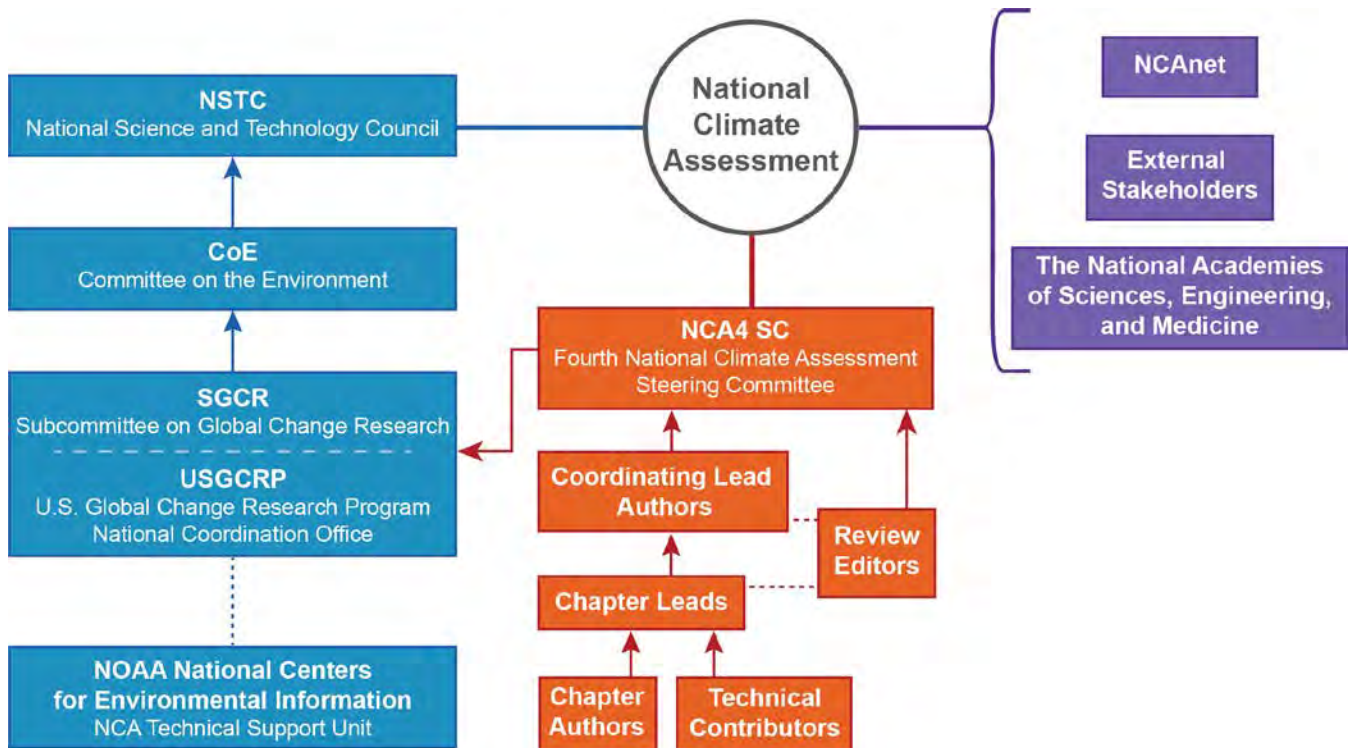 NSTC
National Science and Technology Council
CoE
Committee on the Environment
SGCR
Subcommittee on Global Change Research
USGCRP
U.S. Global Change Research Program
National Coordination Office
NOAA National Centers
for Environmental Information
NCA Technical Support Unit
National
Climate
Assessment
NCA4 SC
Fourth National Climate Assessment
Steering Committee
Coordinating Lead
Authors
Review
Editors
Chapter Leads
Chapter
Authors
Technical
Contributors
NCAnet
External
Stakeholders
The National Academies
of Sciences, Engineering,
and Medicine